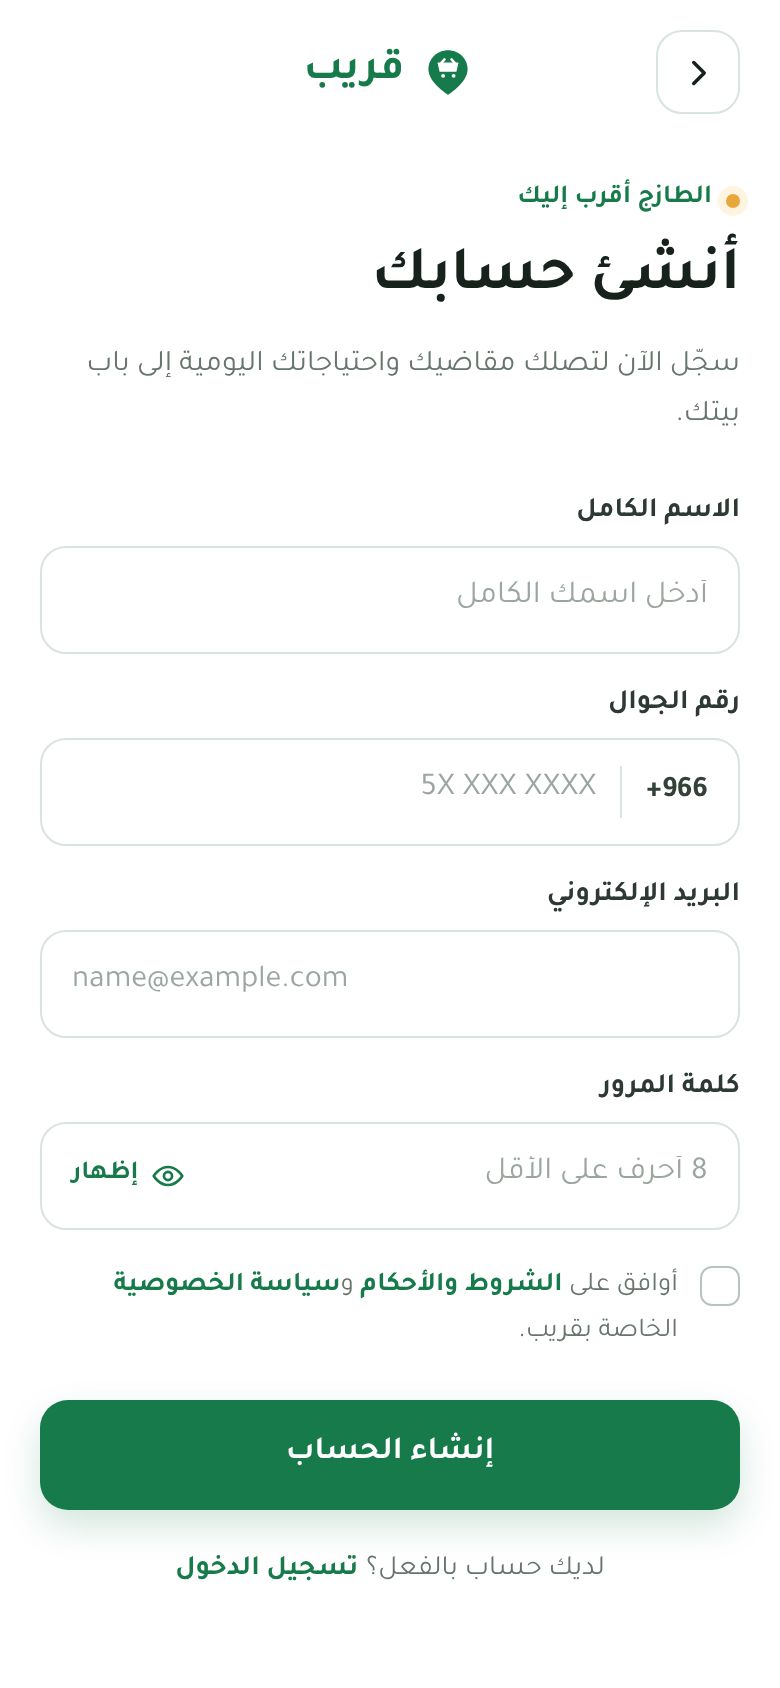 قريب
الطازج أقرب إليك
أنشئ حسابك
سجّل الآن لتصلك مقاضيك واحتياجاتك اليومية إلى باب
بيتك.
الاسم الكامل
أدخل اسمك الكامل
رقم الجوال
+966 5X XXX XXXX
البريد الإلكتروني
name@example.com
كلمة المرور
8 أحرف على الأقل إظهار
أوافق على الشروط والأحكام وسياسة الخصوصية
الخاصة بقريب.
إنشاء الحساب
لديك حساب بالفعل؟ تسجيل الدخول